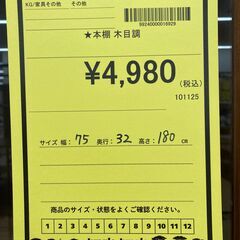 KG/家具その他 その他
9924000016929
★本棚 木目調
¥4,980
(税込)
101125
サイズ 幅: 75 奥行: 32 高さ: 180 CM
商品のサイズ・状態をよくご確認ください。
1 2 3 4 5 6 7 8 9 10 11 12